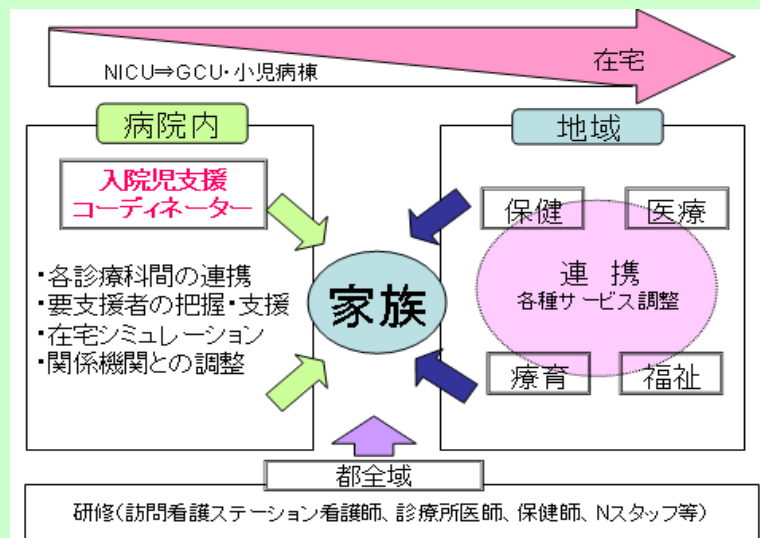 在宅
NICU⇒GCU・小児病棟
病院内
入院児支援
コーディネーター
・各診療科間の連携
・要支援者の把握・支援
・在宅シミュレーション
・関係機関との調整
家族
地域
保健
医療
連 携
各種サービス調整
療育
福祉
都全域
研修(訪問看護ステーション看護師、診療所医師、保健師、Nスタッフ等)